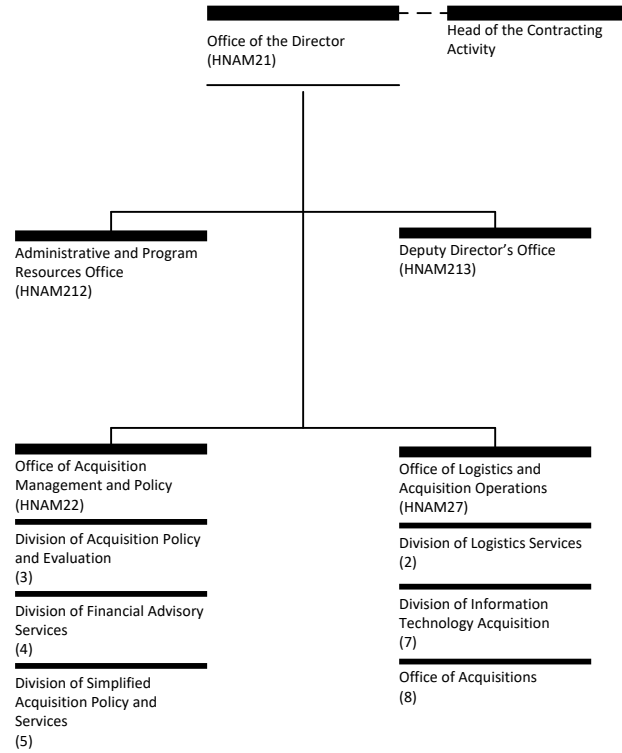 Office of the Director
(HNAM21)
Head of the Contracting
Activity
Administrative and Program
Resources Office
(HNAM212)
Deputy Director’s Office
(HNAM213)
Office of Acquisition
Management and Policy
(HNAM22)
Division of Acquisition Policy
and Evaluation
(3)
Division of Financial Advisory
Services
(4)
Division of Simplified
Acquisition Policy and
Services
(5)
Office of Logistics and
Acquisition Operations
(HNAM27)
Division of Logistics Services
(2)
Division of Information
Technology Acquisition
(7)
Office of Acquisitions
(8)